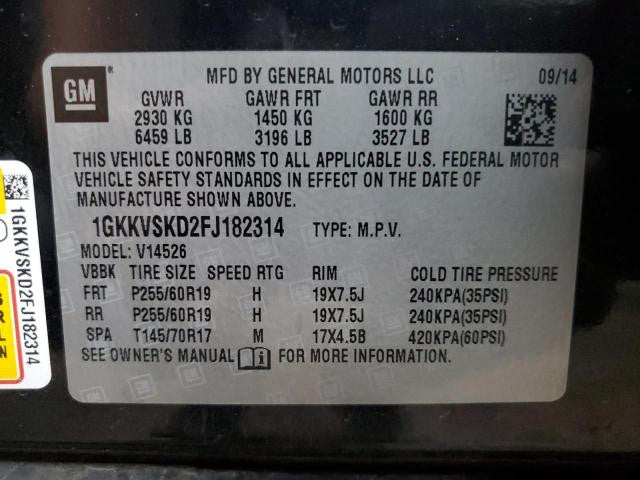 GM
MFD BY GENERAL MOTORS LLC 09/14
GVWR GAWR FRT GAWR RR
2930 KG 1450 KG 1600 KG
6459 LB 3196 LB 3527 LB
THIS VEHICLE CONFORMS TO ALL APPLICABLE U.S. FEDERAL MOTOR
VEHICLE SAFETY STANDARDS IN EFFECT ON THE DATE OF
MANUFACTURE SHOWN ABOVE.
1GKKVSKD2FJ182314 TYPE: M.P.V.
MODEL: V14526
VBBK TIRE SIZE SPEED RTG RIM COLD TIRE PRESSURE
FRT P255/60R19 H 19X7.5J 240KPA(35PSI)
RR P255/60R19 H 19X7.5J 240KPA(35PSI)
SPA T145/70R17 M 17X4.5B 420KPA(60PSI)
SEE OWNER'S MANUAL FOR MORE INFORMATION.
1GKKVSKD2FJ182314